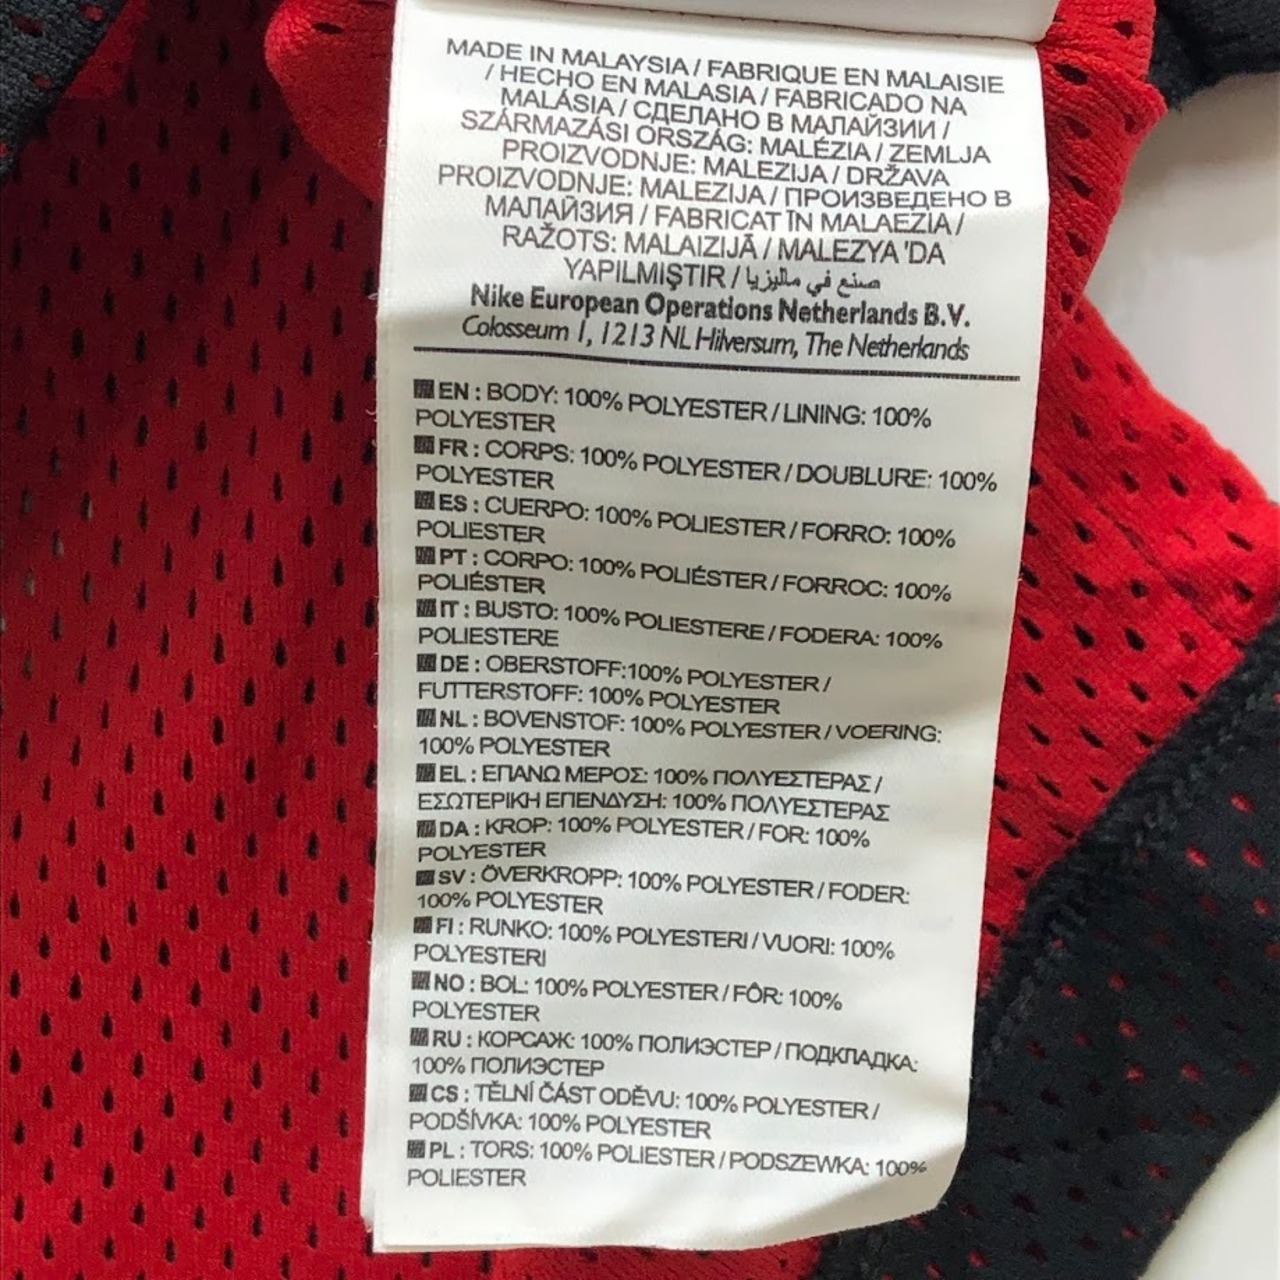 MADE IN MALAYSIA / FABRIQUE EN MALAISIE
/ HECHO EN MALASIA / FABRICADO NA
MALÁSIA / СДЕЛАНО В МАЛАЙЗИИ /
SZÁRMAZÁSI ORSZÁG: MALÉZIA / ZEMLJA
PROIZVODNJE: MALEZIJA / DRŽAVA
PROIZVODNJE: MALEZIJA / ПРОИЗВЕДЕНО В
МАЛАЙЗИЯ / FABRICAT ÎN MALAEZIA /
RAŽOTS: MALAIZIJĀ / MALEZYA 'DA
YAPILMIŞTIR / صنع في ماليزيا
Nike European Operations Netherlands B.V.
Colosseum 1, 1213 NL Hilversum, The Netherlands
EN : BODY: 100% POLYESTER / LINING: 100%
POLYESTER
FR : CORPS: 100% POLYESTER / DOUBLURE: 100%
POLYESTER
ES : CUERPO: 100% POLIESTER / FORRO: 100%
POLIESTER
PT : CORPO: 100% POLIÉSTER / FORROC: 100%
POLIÉSTER
IT : BUSTO: 100% POLIESTERE / FODERA: 100%
POLIESTERE
DE : OBERSTOFF:100% POLYESTER /
FUTTERSTOFF: 100% POLYESTER
NL : BOVENSTOF: 100% POLYESTER / VOERING:
100% POLYESTER
EL : ΕΠΑΝΩ ΜΕΡΟΣ: 100% ΠΟΛΥΕΣΤΕΡΑΣ /
ΕΣΩΤΕΡΙΚΗ ΕΠΕΝΔΥΣΗ: 100% ΠΟΛΥΕΣΤΕΡΑΣ
DA : KROP: 100% POLYESTER / FOR: 100%
POLYESTER
SV : ÖVERKROPP: 100% POLYESTER / FODER:
100% POLYESTER
FI : RUNKO: 100% POLYESTERI / VUORI: 100%
POLYESTERI
NO : BOL: 100% POLYESTER / FÔR: 100%
POLYESTER
RU : КОРСАЖ: 100% ПОЛИЭСТЕР / ПОДКЛАДКА:
100% ПОЛИЭСТЕР
CS : TĚLNÍ ČÁST ODĚVU: 100% POLYESTER /
PODŠÍVKA: 100% POLYESTER
PL : TORS: 100% POLIESTER / PODSZEWKA: 100%
POLIESTER